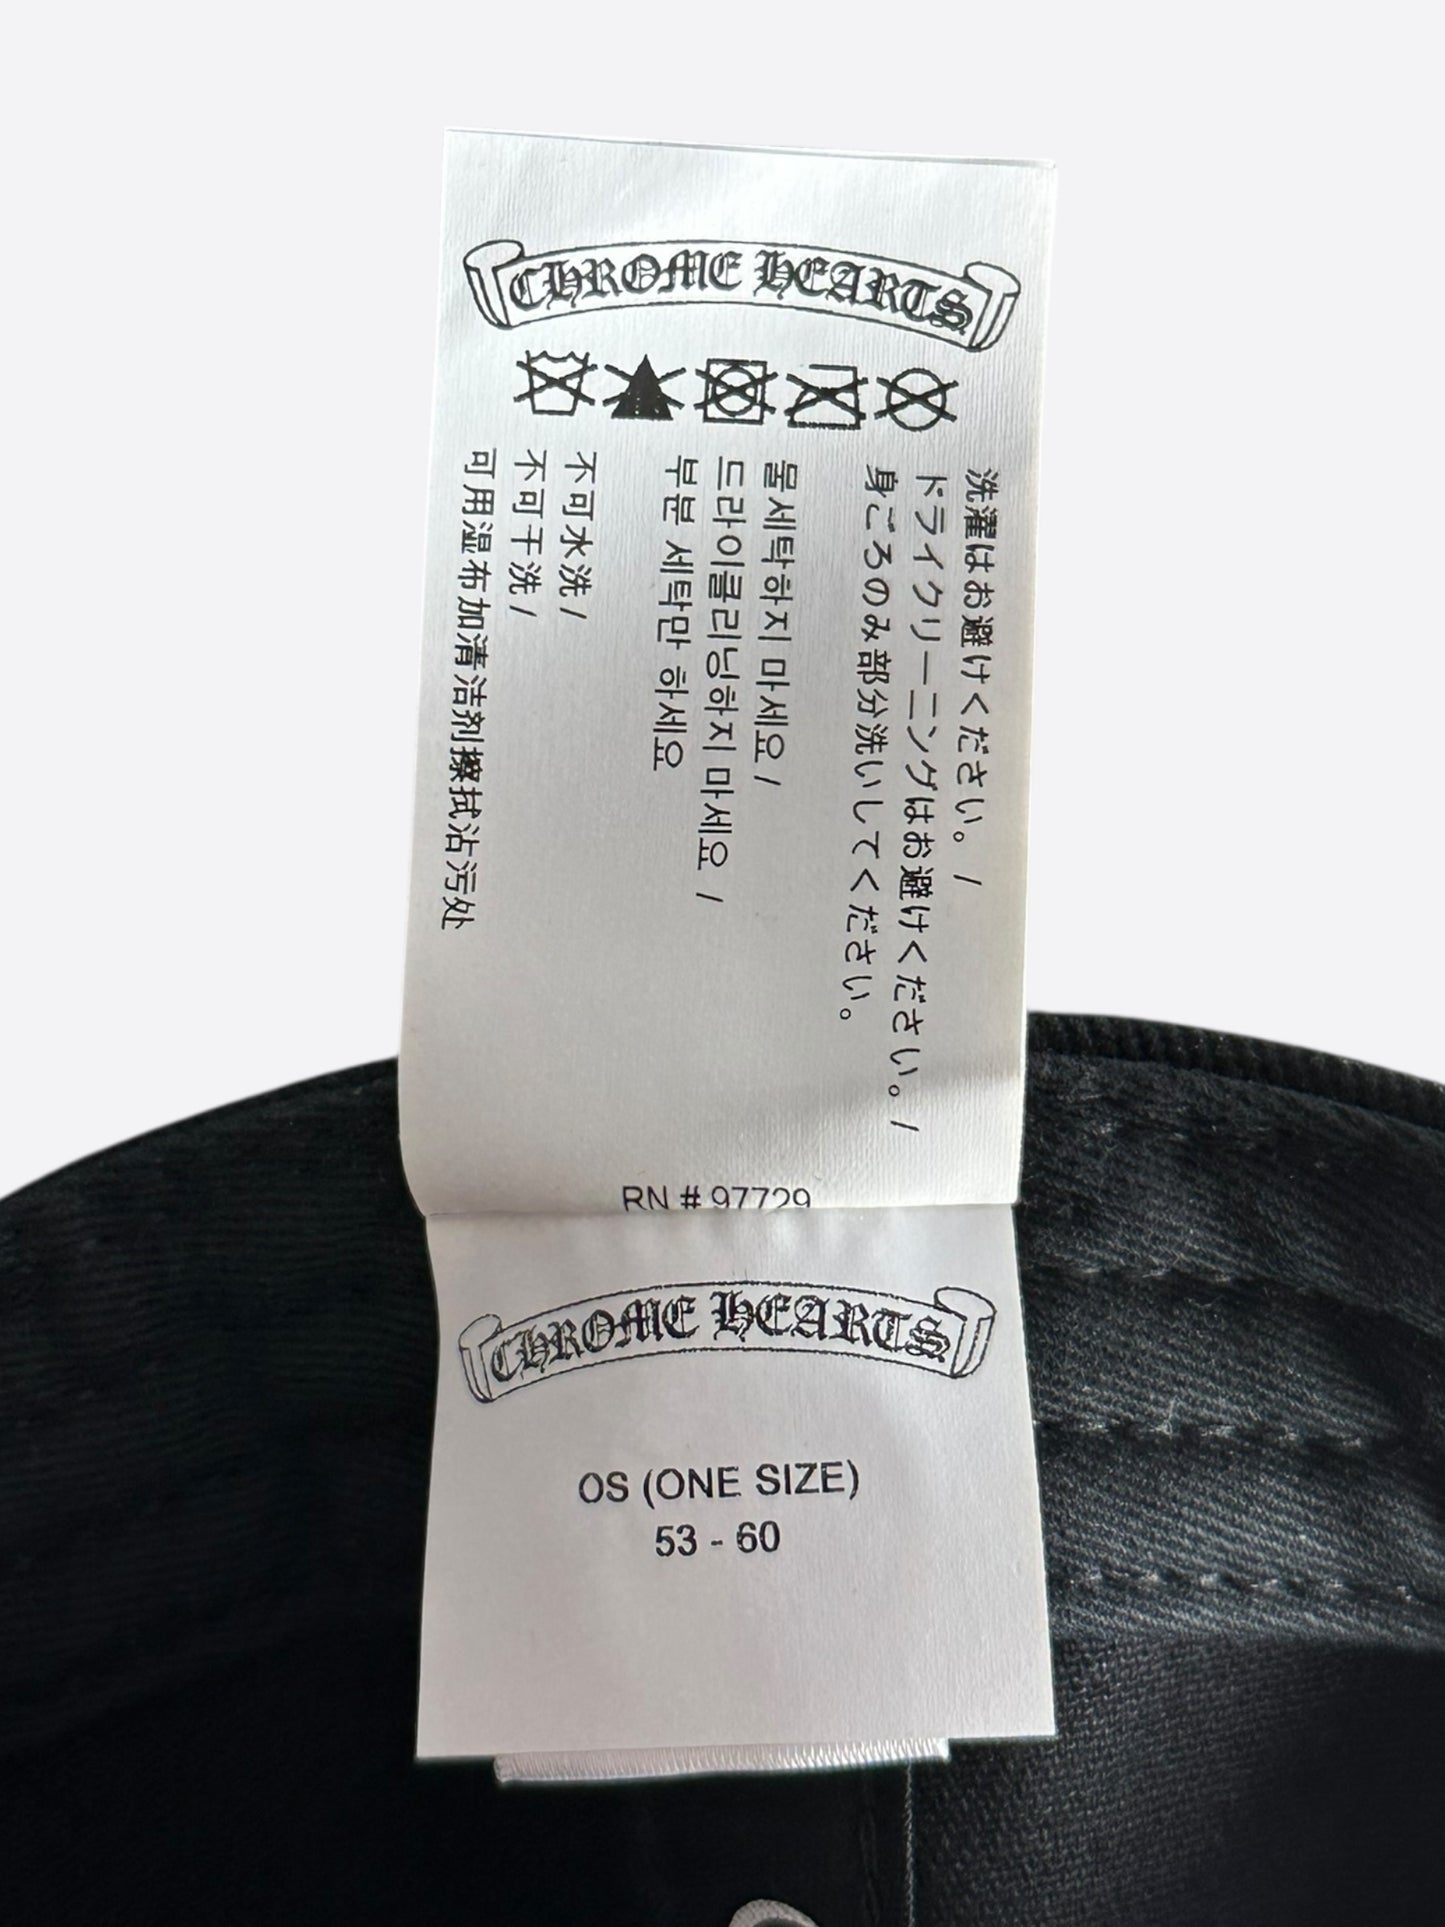 CHROME HEARTS
洗濯はお避けください。/
ドライクリーニングはお避けください。/
身ごろのみ部分洗いしてください。
물세탁하지 마세요 /
드라이클리닝하지 마세요 /
부분 세탁만 하세요
不可水洗 /
不可干洗 /
可用湿布加清洁剂擦拭沾污处
RN # 97729
CHROME HEARTS
OS (ONE SIZE)
53 - 60